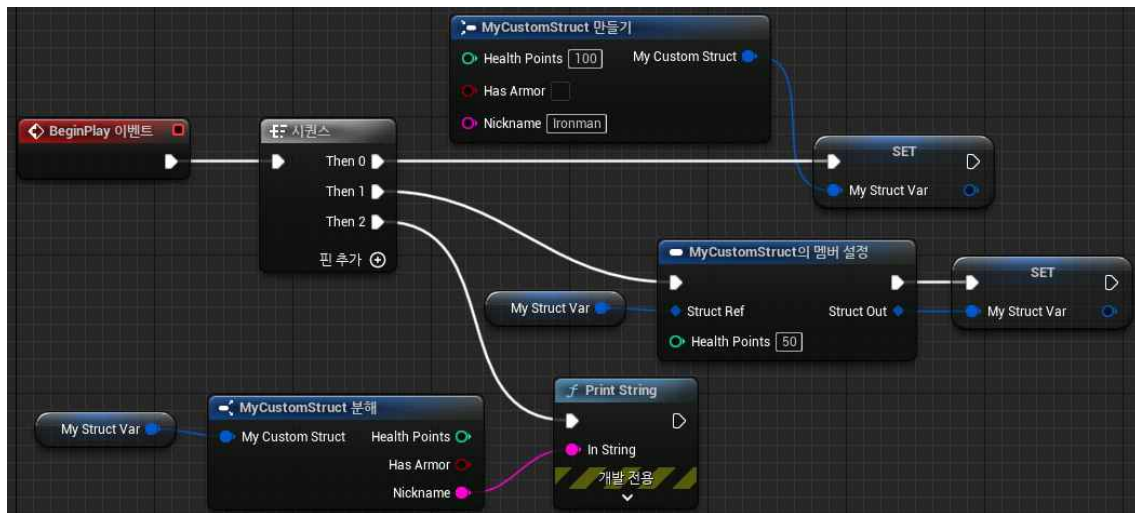 MyCustomStruct 만들기
Health Points 100 My Custom Struct
Has Armor
Nickname Ironman
BeginPlay 이벤트
시퀀스
Then 0
Then 1
Then 2
핀 추가
SET
My Struct Var
MyCustomStruct의 멤버 설정
My Struct Var
Struct Ref Struct Out
Health Points 50
SET
My Struct Var
My Struct Var
MyCustomStruct 분해
My Custom Struct Health Points
Has Armor
Nickname
f Print String
In String
개발 전용